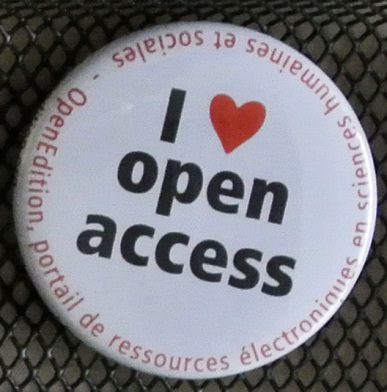 I ♥
open
access
OpenEdition, portail de ressources électroniques en sciences humaines et sociales -